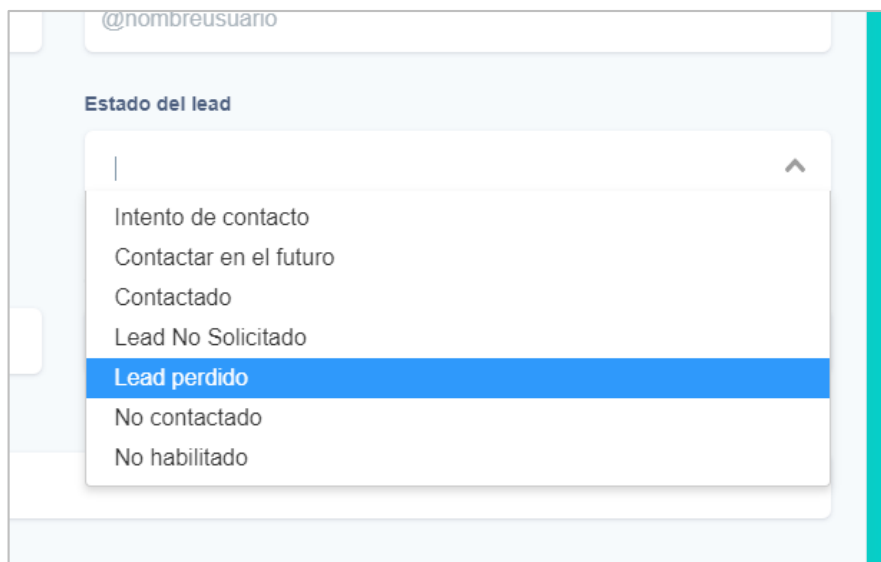 @nombreusuario
Estado del lead
Intento de contacto
Contactar en el futuro
Contactado
Lead No Solicitado
Lead perdido
No contactado
No habilitado